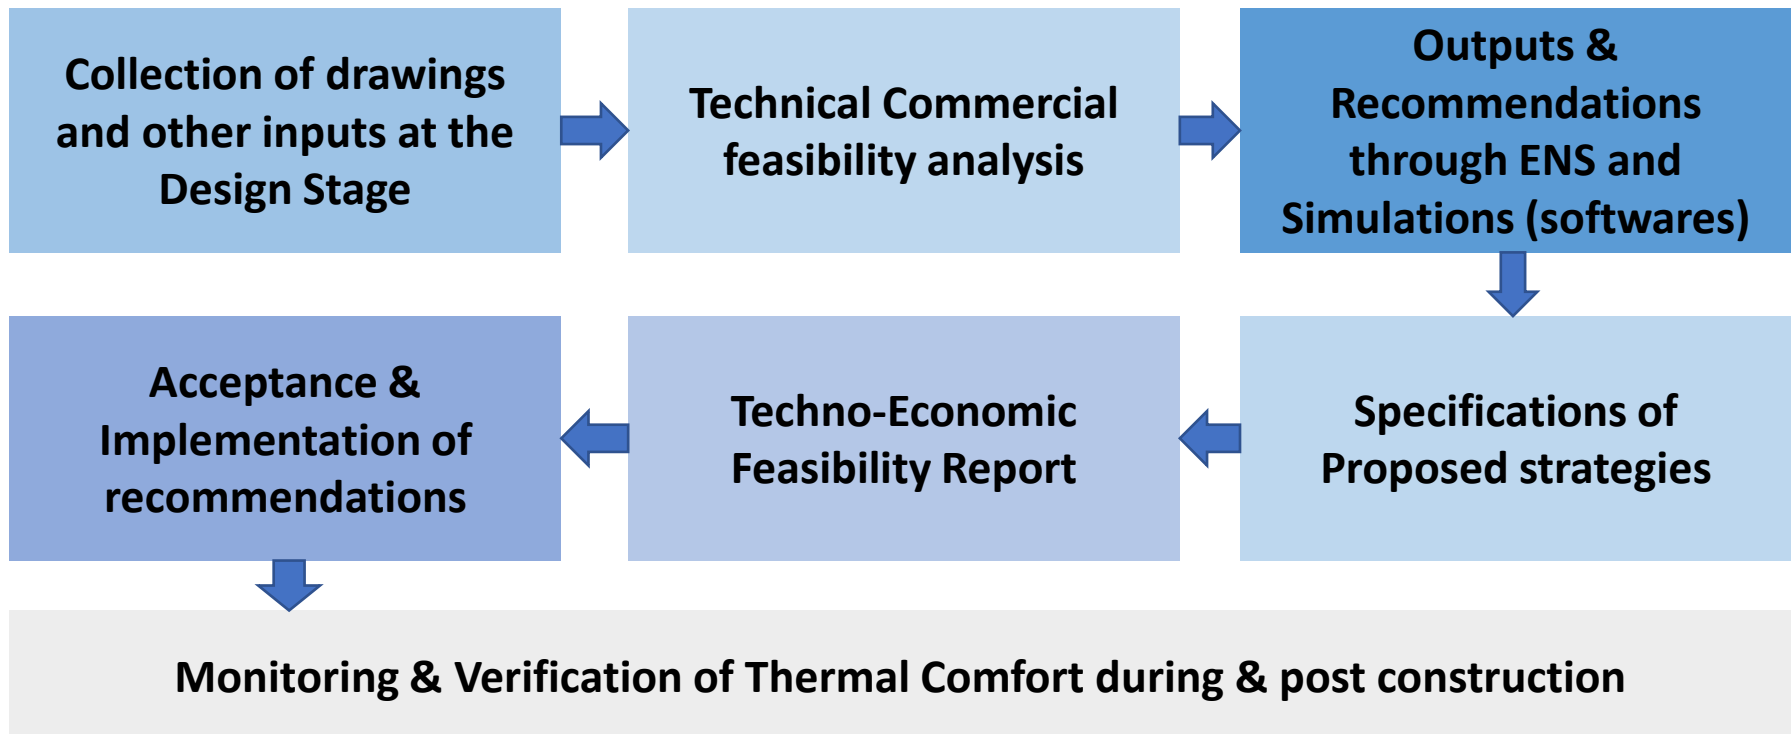 Collection of drawings
and other inputs at the
Design Stage
Technical Commercial
feasibility analysis
Outputs &
Recommendations
through ENS and
Simulations (softwares)
Specifications of
Proposed strategies
Techno-Economic
Feasibility Report
Acceptance &
Implementation of
recommendations
Monitoring & Verification of Thermal Comfort during & post construction